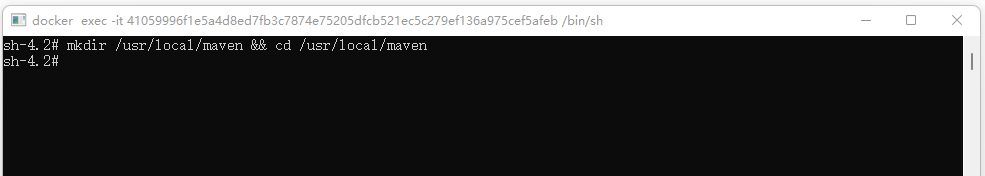 docker  exec -it 41059996f1e5a4d8ed7fb3c7874e75205dfcb521ec5c279ef136a975cef5afeb /bin/sh
sh-4.2# mkdir /usr/local/maven && cd /usr/local/maven
sh-4.2#